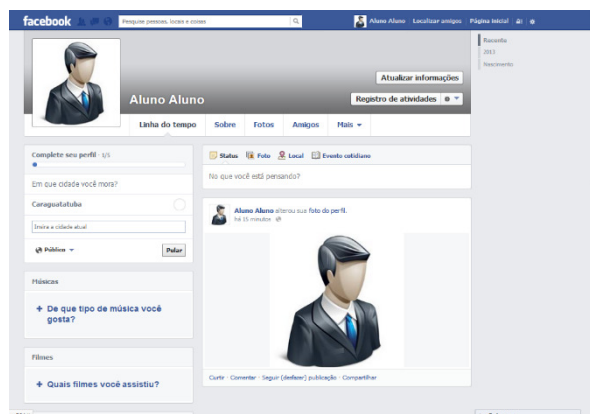 facebook
Pesquise pessoas, locais e coisas
Aluno Aluno Localizar amigos Página inicial
Recente
2013
Nascimento
Atualizar informações
Aluno Aluno
Registro de atividades
Linha do tempo Sobre Fotos Amigos Mais
Complete seu perfil · 1/5
Em que cidade você mora?
Caraguatatuba
Insira a cidade atual
Público
Pular
Músicas
+ De que tipo de música você
gosta?
Filmes
+ Quais filmes você assistiu?
Status Foto Local Evento cotidiano
No que você está pensando?
Aluno Aluno alterou sua foto do perfil.
há 15 minutos
Curtir · Comentar · Seguir (desfazer) publicação · Compartilhar